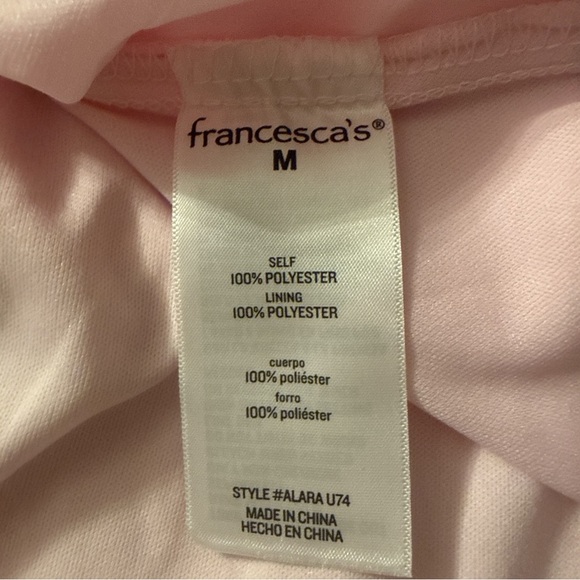 francesca's®
M
SELF
100% POLYESTER
LINING
100% POLYESTER
cuerpo
100% poliéster
forro
100% poliéster
STYLE #ALARA U74
MADE IN CHINA
HECHO EN CHINA